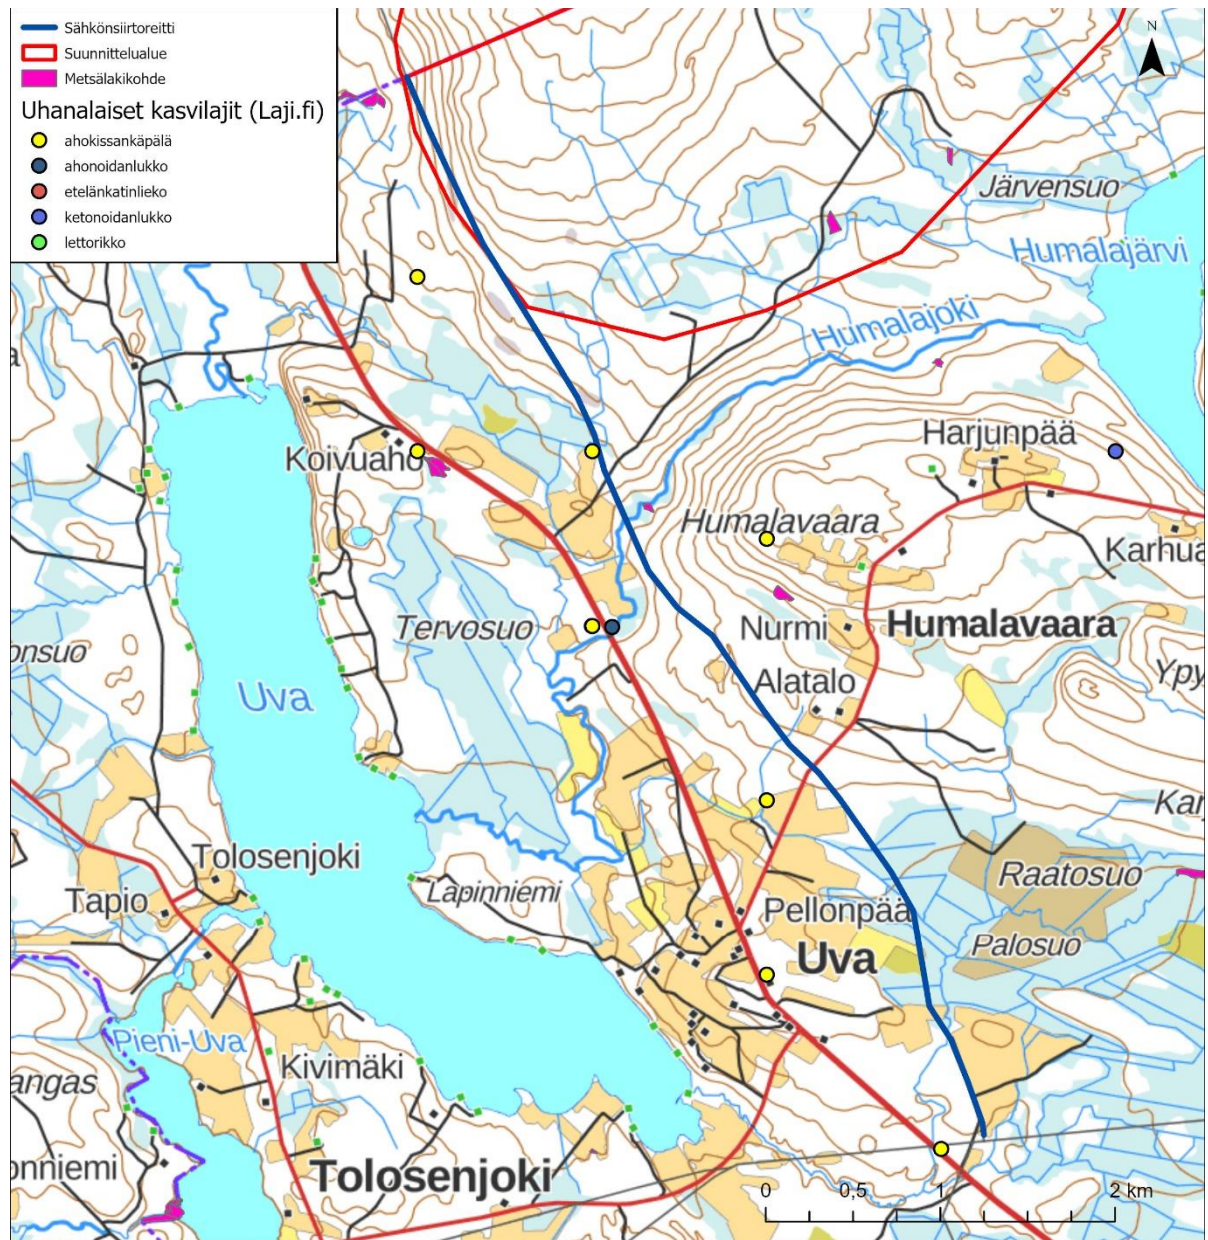 Sähkönsiirtoreitti
Suunnittelualue
Metsälakikohde
Uhanalaiset kasvilajit (Laji.fi)
ahokissankäpälä
ahonoidanlukko
etelänkatinlieko
ketonoidanlukko
lettorikko
N
Järvensuo
Humalajärvi
Humalajoki
a
Harjunpää
Koivuaho
Humalavaara
Karhua
Tervosuo
Nurmi
Humalavaara
onsuo
Ypy
Uva
Alatalo
Kar
Tolosenjoki
Raatosuo
Tapio
Lapinniemi
Pellonpää
Palosuo
Uva
Pieni-Uva
Kivimäki
angas
onniemi
Tolosenjoki
0 0,5 1 2 km